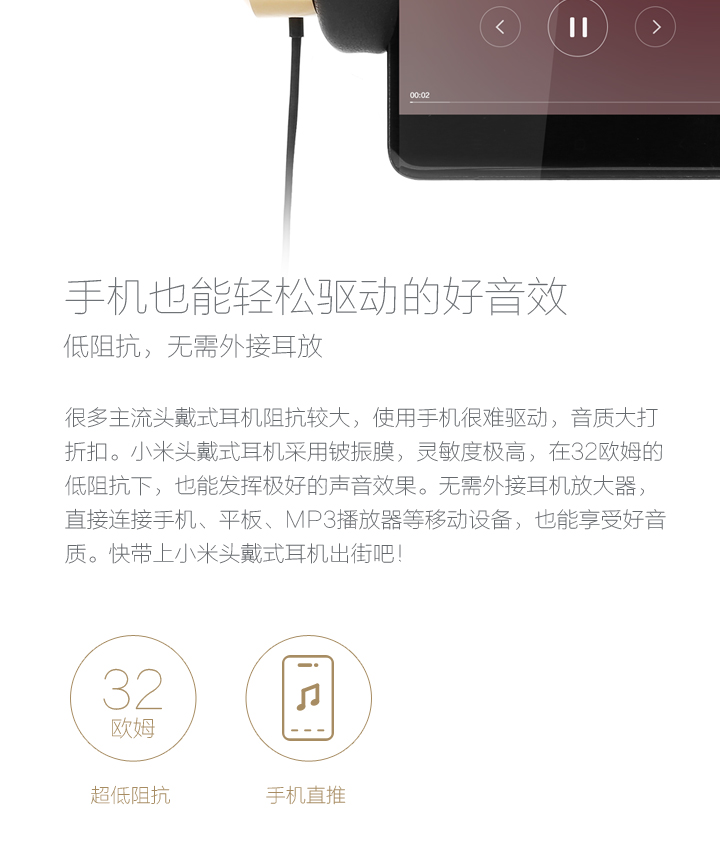 00:02
手机也能轻松驱动的好音效
低阻抗，无需外接耳放
很多主流头戴式耳机阻抗较大，使用手机很难驱动，音质大打
折扣。小米头戴式耳机采用铍振膜，灵敏度极高，在32欧姆的
低阻抗下，也能发挥极好的声音效果。无需外接耳机放大器，
直接连接手机、平板、MP3播放器等移动设备，也能享受好音
质。快带上小米头戴式耳机出街吧！
32
欧姆
超低阻抗
手机直推